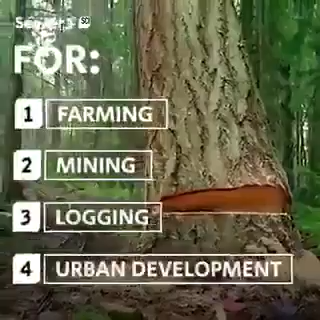 FOR:
1 FARMING
2 MINING
3 LOGGING
4 URBAN DEVELOPMENT